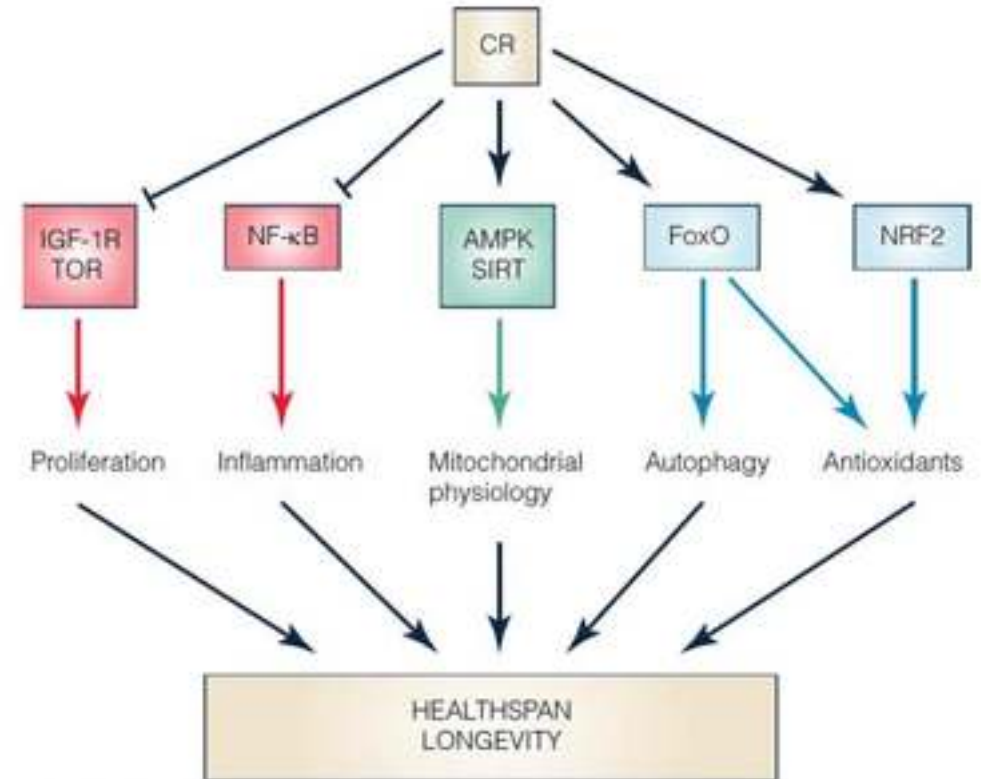 CR
IGF-1R
TOR
NF-κB
AMPK
SIRT
FoxO
NRF2
Proliferation
Inflammation
Mitochondrial
physiology
Autophagy
Antioxidants
HEALTHSPAN
LONGEVITY